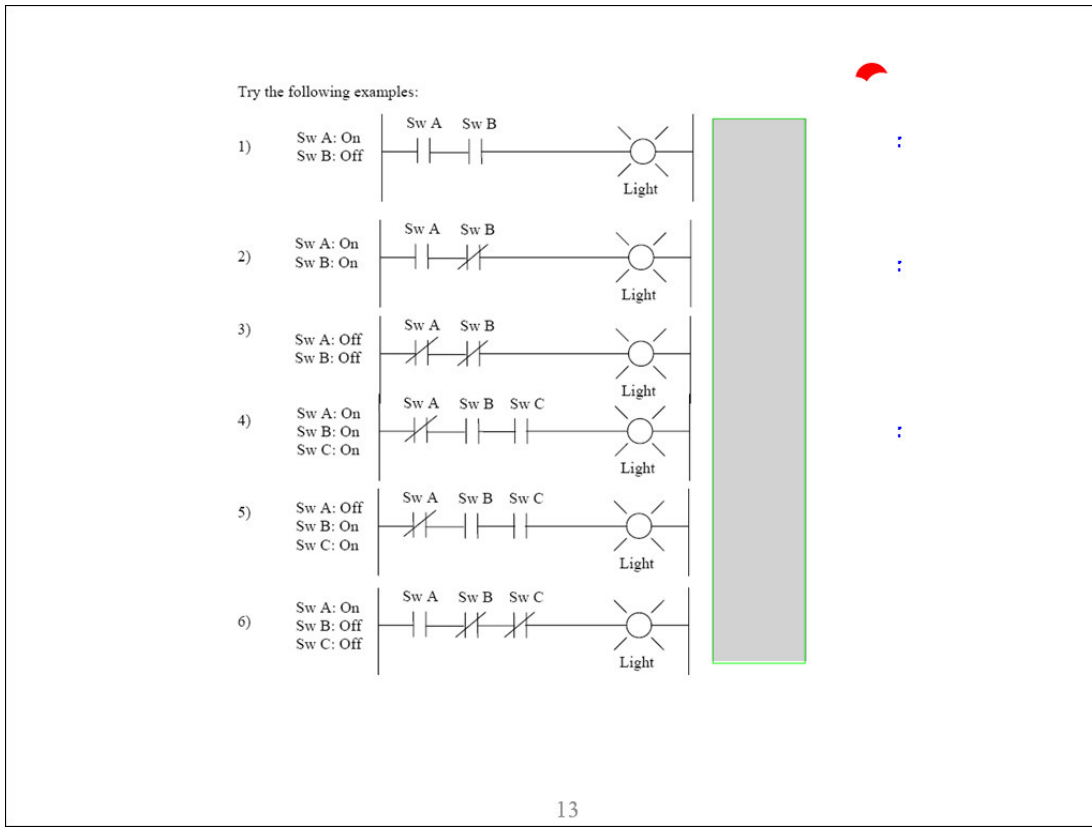 Try the following examples:
Sw A Sw B
1) Sw A: On
Sw B: Off
Light
Sw A Sw B
2) Sw A: On
Sw B: On
Light
3) Sw A Sw B
Sw A: Off
Sw B: Off
Light
Sw A Sw B Sw C
4) Sw A: On
Sw B: On
Sw C: On
Light
Sw A Sw B Sw C
5) Sw A: Off
Sw B: On
Sw C: On
Light
Sw A Sw B Sw C
6) Sw A: On
Sw B: Off
Sw C: Off
Light
13